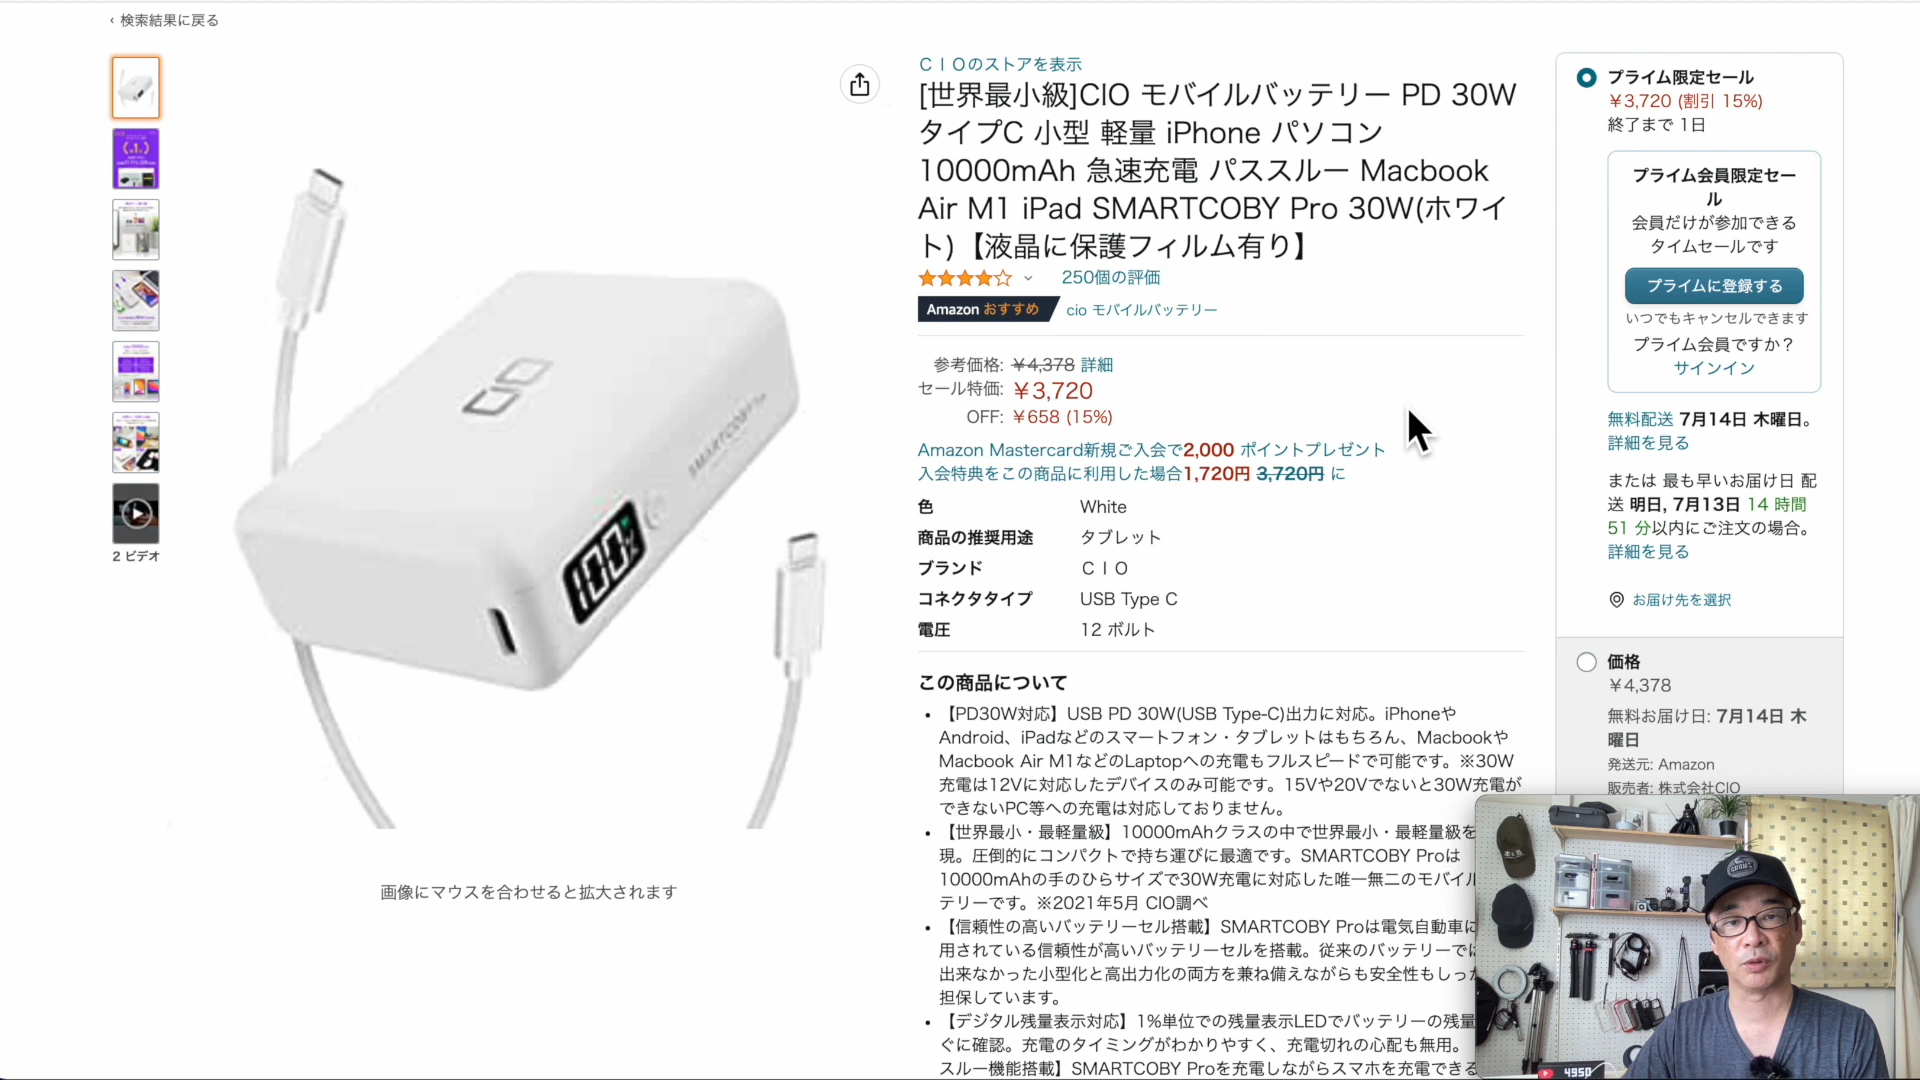 ‹ 検索結果に戻る
2 ビデオ
SMARTCOBY
100%
画像にマウスを合わせると拡大されます
ＣＩＯのストアを表示
[世界最小級]CIO モバイルバッテリー PD 30W
タイプC 小型 軽量 iPhone パソコン
10000mAh 急速充電 パススルー Macbook
Air M1 iPad SMARTCOBY Pro 30W(ホワイ
ト)【液晶に保護フィルム有り】
250個の評価
Amazon おすすめ cio モバイルバッテリー
参考価格: ￥4,378 詳細
セール特価: ￥3,720
OFF: ￥658 (15%)
Amazon Mastercard新規ご入会で2,000 ポイントプレゼント
入会特典をこの商品に利用した場合1,720円 3,720円 に
色 White
商品の推奨用途 タブレット
ブランド ＣＩＯ
コネクタタイプ USB Type C
電圧 12 ボルト
この商品について
• 【PD30W対応】USB PD 30W(USB Type-C)出力に対応。iPhoneや
Android、iPadなどのスマートフォン・タブレットはもちろん、Macbookや
Macbook Air M1などのLaptopへの充電もフルスピードで可能です。※30W
充電は12Vに対応したデバイスのみ可能です。15Vや20Vでないと30W充電が
できないPC等への充電は対応しておりません。
• 【世界最小・最軽量級】10000mAhクラスの中で世界最小・最軽量級を
現。圧倒的にコンパクトで持ち運びに最適です。SMARTCOBY Proは
10000mAhの手のひらサイズで30W充電に対応した唯一無二のモバイル
テリーです。※2021年5月 CIO調べ
• 【信頼性の高いバッテリーセル搭載】SMARTCOBY Proは電気自動車に
用されている信頼性が高いバッテリーセルを搭載。従来のバッテリーでは
出来なかった小型化と高出力化の両方を兼ね備えながらも安全性もしっか
担保しています。
• 【デジタル残量表示対応】1%単位での残量表示LEDでバッテリーの残量
ぐに確認。充電のタイミングがわかりやすく、充電切れの心配も無用。
スルー機能搭載】SMARTCOBY Proを充電しながらスマホを充電できる
プライム限定セール
￥3,720 (割引 15%)
終了まで 1日
プライム会員限定セー
ル
会員だけが参加できる
タイムセールです
プライムに登録する
いつでもキャンセルできます
プライム会員ですか？
サインイン
無料配送 7月14日 木曜日。
詳細を見る
または 最も早いお届け日 配
送 明日, 7月13日 14 時間
51 分以内にご注文の場合。
詳細を見る
お届け先を選択
価格
￥4,378
無料お届け日: 7月14日 木
曜日
発送元: Amazon
販売者: 株式会社CIO
4950